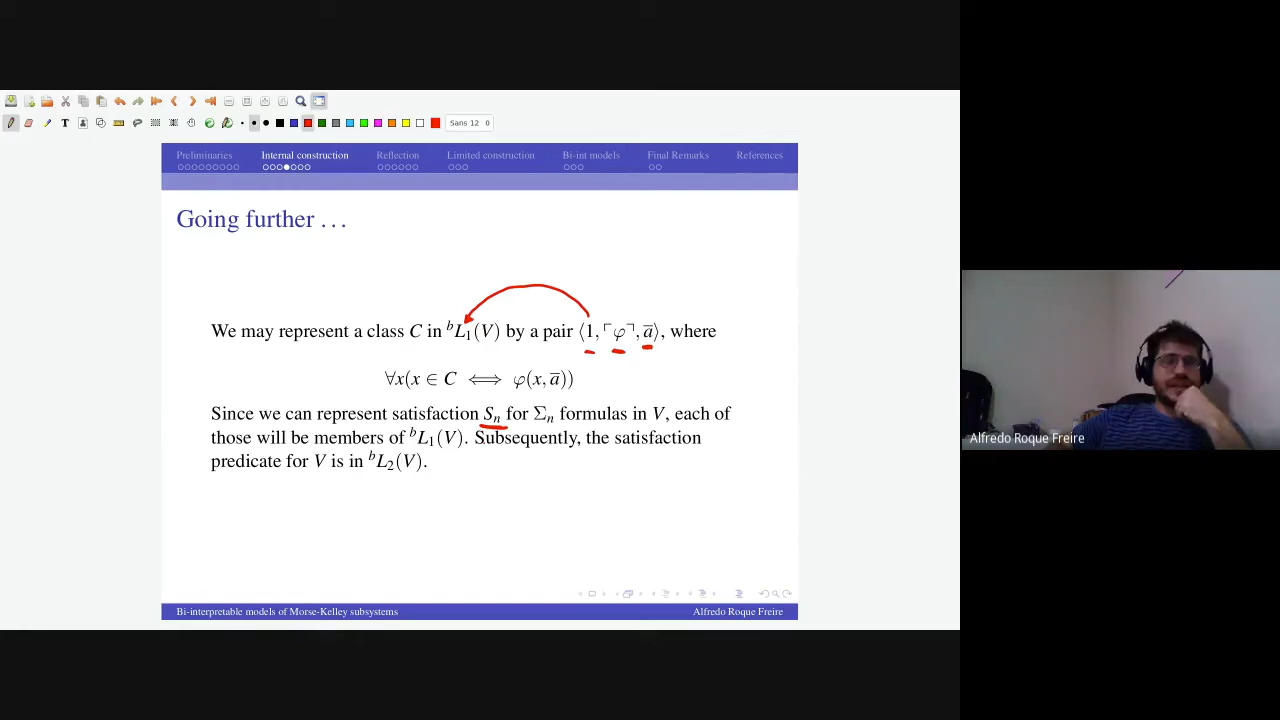 Sans 12 0
Preliminaries Internal construction Reflection Limited construction Bi-int models Final Remarks References
Going further . . .
We may represent a class C in ᵇL₁(V) by a pair ⟨1, ⌜φ⌝, a̅⟩, where
∀x(x ∈ C ⟺ φ(x, a̅))
Since we can represent satisfaction Sₙ for Σₙ formulas in V, each of
those will be members of ᵇL₁(V). Subsequently, the satisfaction
predicate for V is in ᵇL₂(V).
Bi-interpretable models of Morse-Kelley subsystems Alfredo Roque Freire
Alfredo Roque Freire